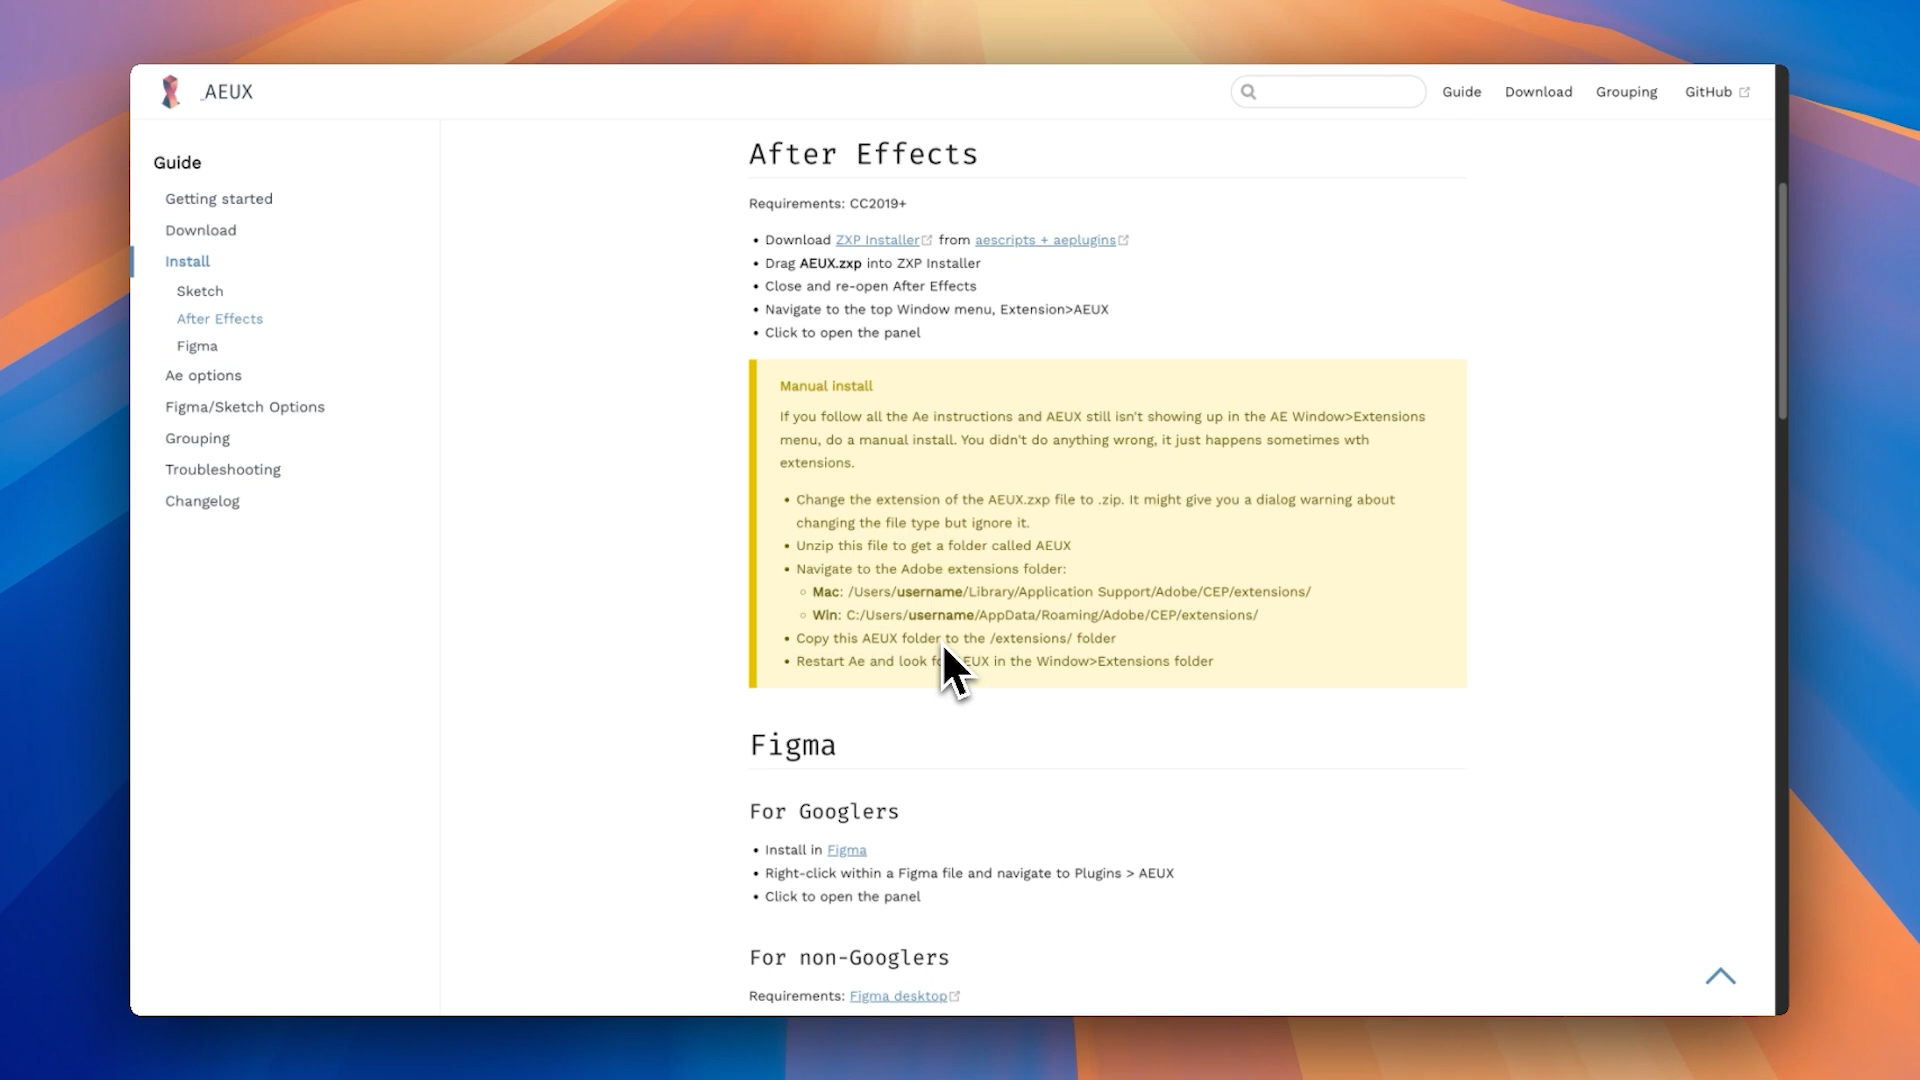 _AEUX
Guide
Download
Grouping
GitHub
Guide
Getting started
Download
Install
Sketch
After Effects
Figma
Ae options
Figma/Sketch Options
Grouping
Troubleshooting
Changelog
After Effects
Requirements: CC2019+
• Download ZXP Installer from aescripts + aeplugins
• Drag AEUX.zxp into ZXP Installer
• Close and re-open After Effects
• Navigate to the top Window menu, Extension>AEUX
• Click to open the panel
Manual install
If you follow all the Ae instructions and AEUX still isn't showing up in the AE Window>Extensions
menu, do a manual install. You didn't do anything wrong, it just happens sometimes wth
extensions.
• Change the extension of the AEUX.zxp file to .zip. It might give you a dialog warning about
changing the file type but ignore it.
• Unzip this file to get a folder called AEUX
• Navigate to the Adobe extensions folder:
◦ Mac: /Users/username/Library/Application Support/Adobe/CEP/extensions/
◦ Win: C:/Users/username/AppData/Roaming/Adobe/CEP/extensions/
• Copy this AEUX folder to the /extensions/ folder
• Restart Ae and look in the Window>Extensions folder
Figma
For Googlers
• Install in Figma
• Right-click within a Figma file and navigate to Plugins > AEUX
• Click to open the panel
For non-Googlers
Requirements: Figma desktop